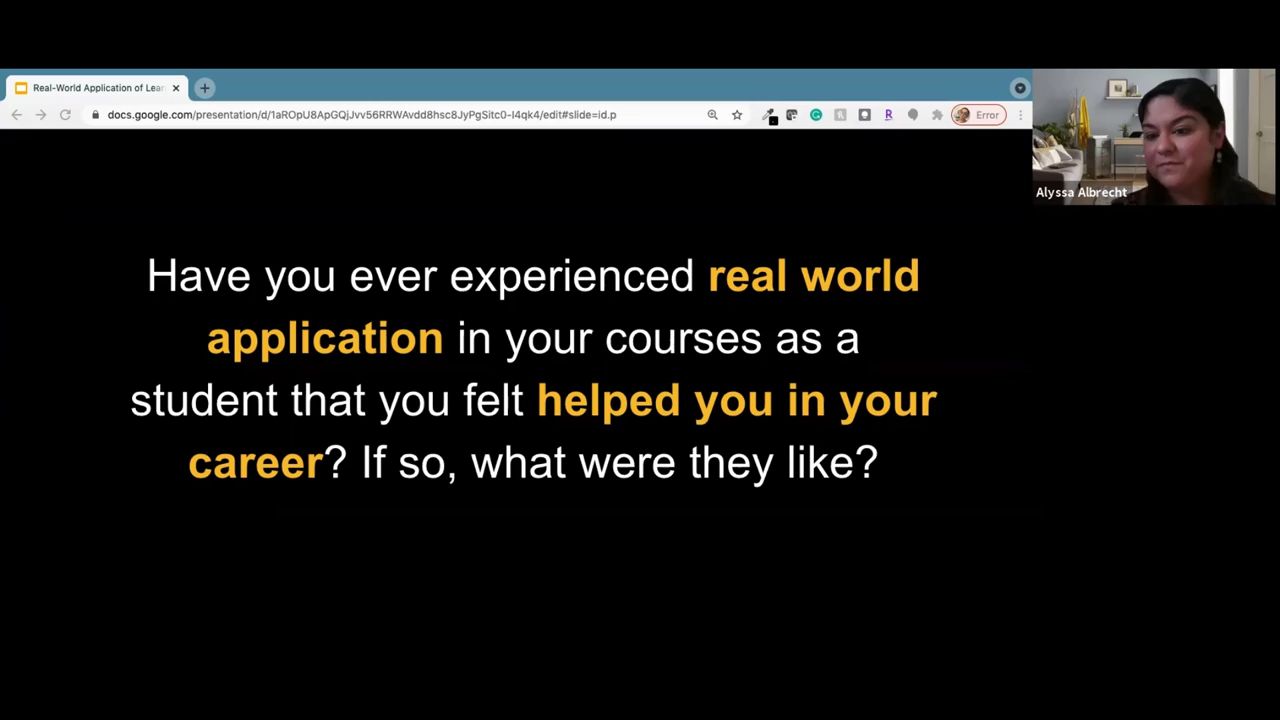 Real-World Application of Lear
docs.google.com/presentation/d/1aROpU8ApGQjJvv56RRWAvdd8hsc8JyPgSitc0-I4qk4/edit#slide=id.p
Error
Alyssa Albrecht
Have you ever experienced real world
application in your courses as a
student that you felt helped you in your
career? If so, what were they like?